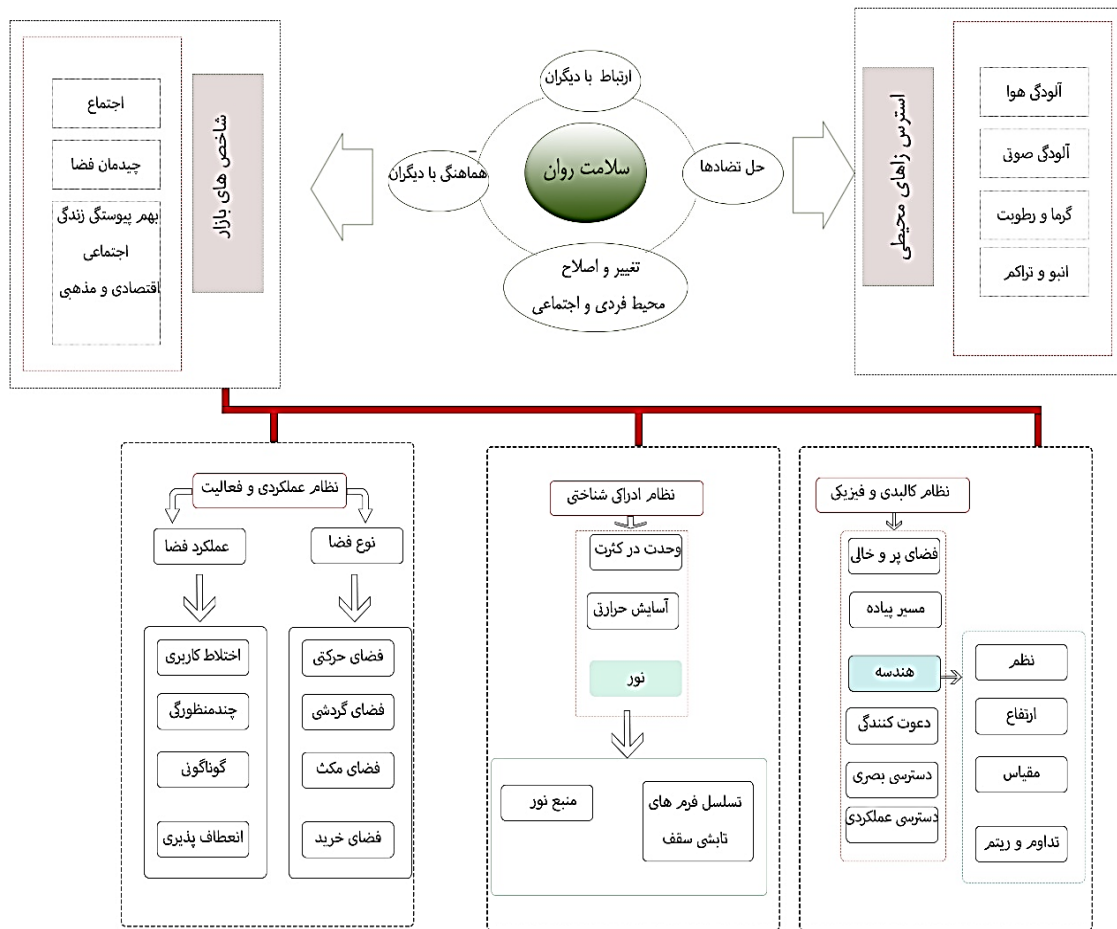 استرس زاهای محیطی
آلودگی هوا
آلودگی صوتی
گرما و رطوبت
انبو و تراکم
ارتباط با دیگران
حل تضادها
سلامت روان
هماهنگی با دیگران
تغییر و اصلاح
محیط فردی و اجتماعی
شاخص های بازار
اجتماع
چیدمان فضا
بهم پیوستگی زندگی
اجتماعی
اقتصادی و مذهبی
نظام کالبدی و فیزیکی
فضای پر و خالی
مسیر پیاده
هندسه
دعوت کنندگی
دسترسی بصری
دسترسی عملکردی
نظم
ارتفاع
مقیاس
تداوم و ریتم
نظام ادراکی شناختی
وحدت در کثرت
آسایش حرارتی
نور
تسلسل فرم های
تابشی سقف
منبع نور
نظام عملکردی و فعالیت
نوع فضا
فضای حرکتی
فضای گردشی
فضای مکث
فضای خرید
عملکرد فضا
اختلاط کاربری
چندمنظورگی
گوناگونی
انعطاف پذیری